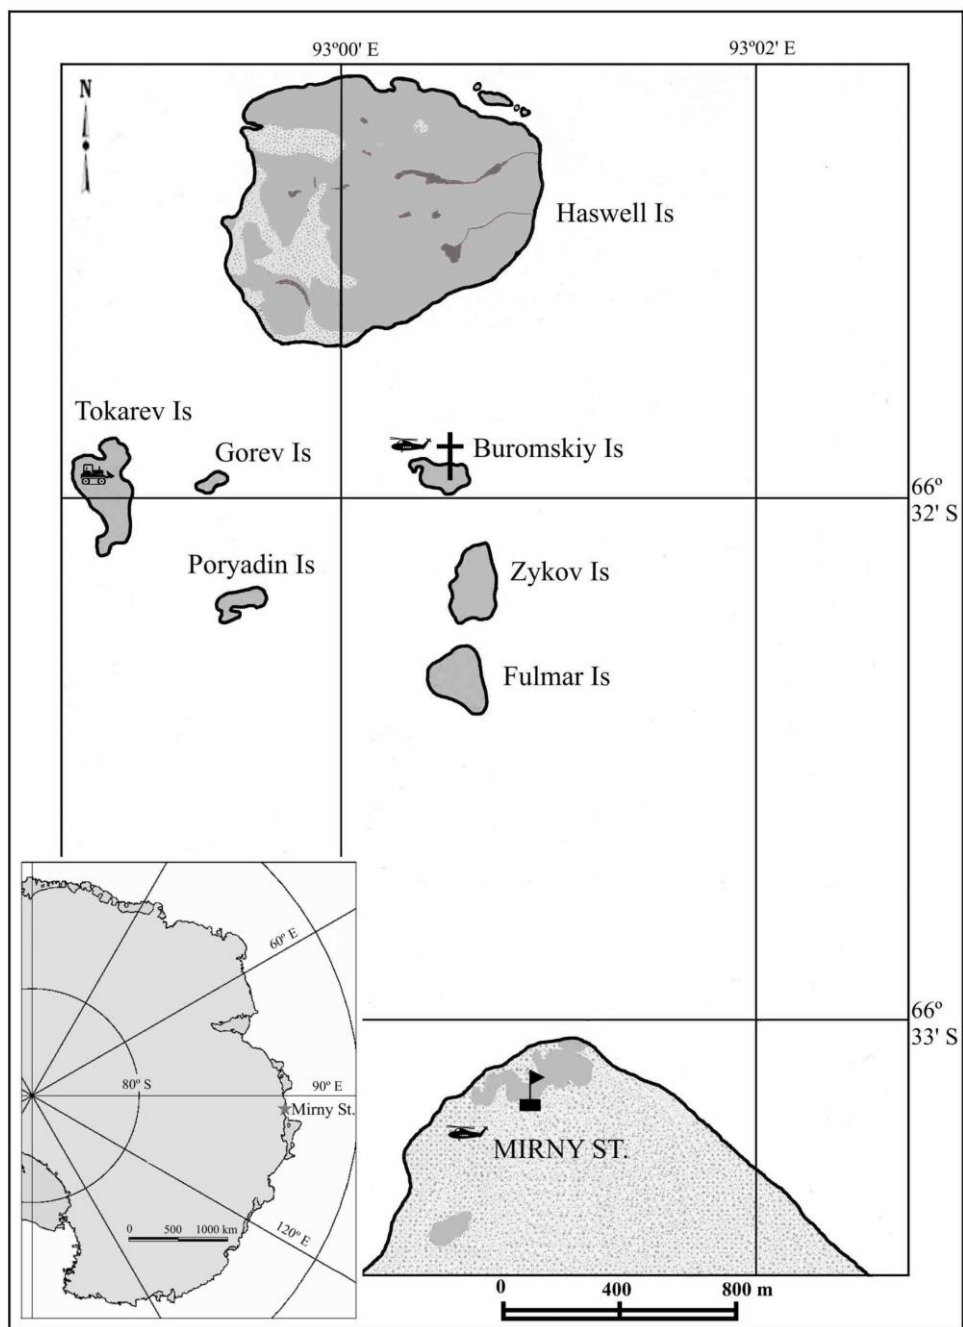 93º00' E
93º02' E
N
Haswell Is
Tokarev Is
Gorev Is
Buromskiy Is
66º
32' S
Poryadin Is
Zykov Is
Fulmar Is
60º E
66º
33' S
80º S
90º E
Mirny St.
MIRNY ST.
120º E
0 500 1000 km
0 400 800 m